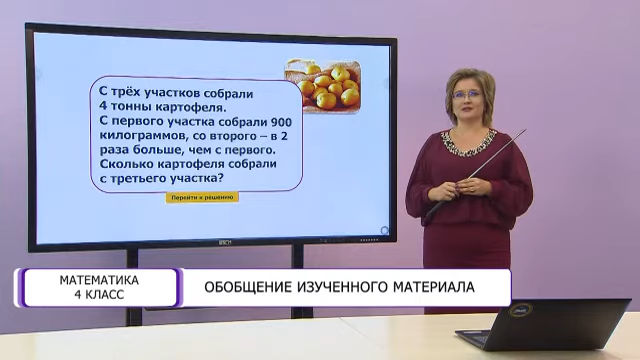 С трёх участков собрали
4 тонны картофеля.
С первого участка собрали 900
килограммов, со второго – в 2
раза больше, чем с первого.
Сколько картофеля собрали
с третьего участка?
Перейти к решению
МАТЕМАТИКА
4 КЛАСС
ОБОБЩЕНИЕ ИЗУЧЕННОГО МАТЕРИАЛА